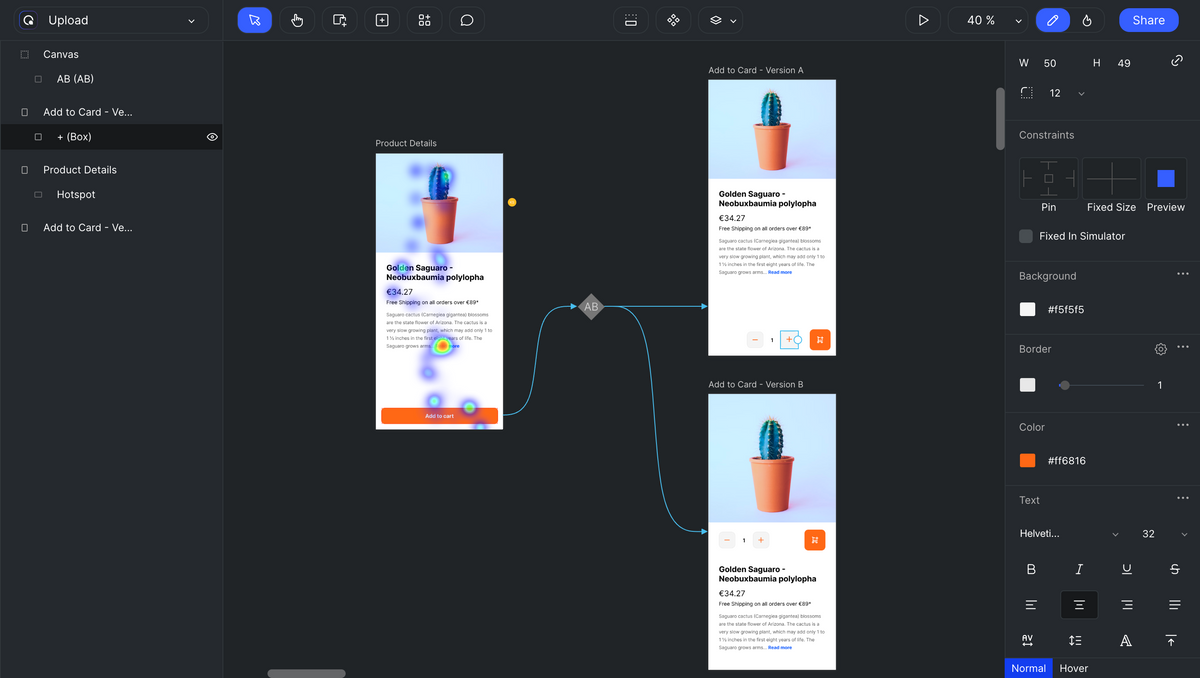 Upload
40 %
Share
Canvas
AB (AB)
Add to Card - Ve...
+ (Box)
Product Details
Hotspot
Add to Card - Ve...
Product Details
Golden Saguaro -
Neobuxbaumia polylopha
€34.27
Free Shipping on all orders over €89*
Saguaro cactus (Carnegiea gigantea) blossoms
are the state flower of Arizona. The cactus is a
very slow growing plant, which may add only 1 to
1 ½ inches in the first eight years of life. The
Saguaro grows arms...
Add to cart
AB
Add to Card - Version A
Golden Saguaro -
Neobuxbaumia polylopha
€34.27
Free Shipping on all orders over €89*
Saguaro cactus (Carnegiea gigantea) blossoms
are the state flower of Arizona. The cactus is a
very slow growing plant, which may add only 1 to
1 ½ inches in the first eight years of life. The
Saguaro grows arms... Read more
− 1 +
Add to Card - Version B
− 1 +
Golden Saguaro -
Neobuxbaumia polylopha
€34.27
Free Shipping on all orders over €89*
Saguaro cactus (Carnegiea gigantea) blossoms
are the state flower of Arizona. The cactus is a
very slow growing plant, which may add only 1 to
1 ½ inches in the first eight years of life. The
Saguaro grows arms... Read more
W 50 H 49
12
Constraints
Pin Fixed Size Preview
Fixed In Simulator
Background
#f5f5f5
Border
1
Color
#ff6816
Text
Helveti... 32
B I U S
AV A
Normal Hover